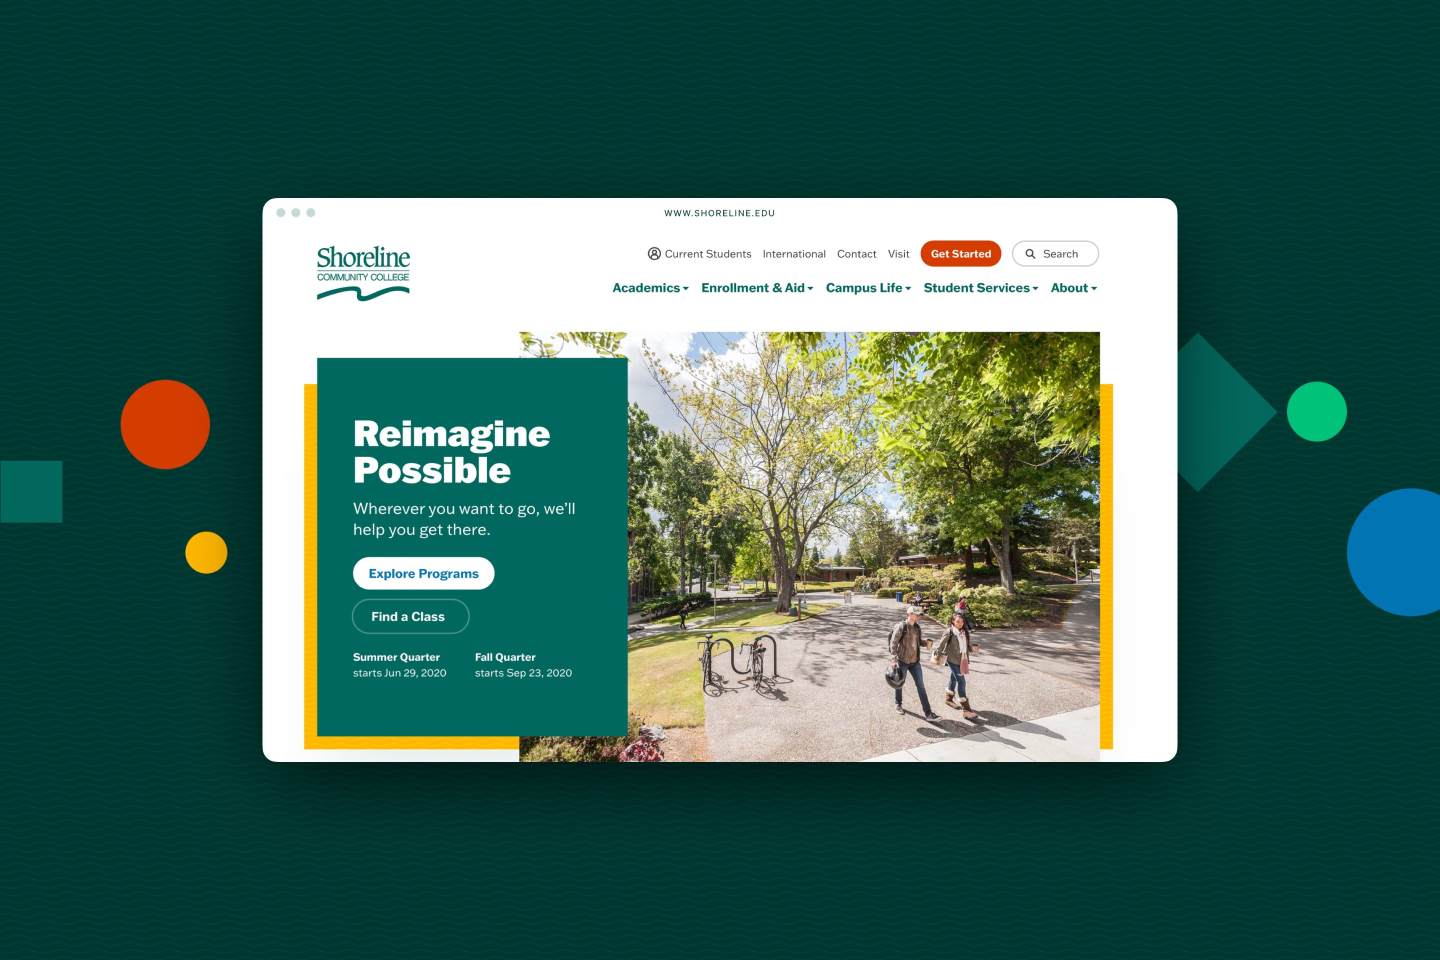 WWW.SHORELINE.EDU
Shoreline
COMMUNITY COLLEGE
Current Students International Contact Visit Get Started Search
Academics Enrollment & Aid Campus Life Student Services About
Reimagine
Possible
Wherever you want to go, we'll
help you get there.
Explore Programs
Find a Class
Summer Quarter
starts Jun 29, 2020
Fall Quarter
starts Sep 23, 2020